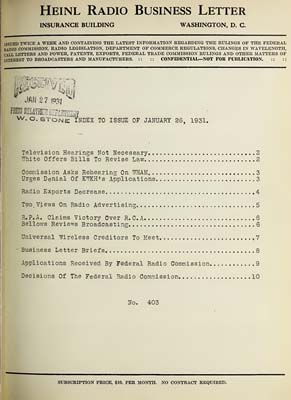 HEINL RADIO BUSINESS LETTER
INSURANCE BUILDING WASHINGTON, D. C.
ISSUED TWICE A WEEK AND CONTAINING THE LATEST INFORMATION REGARDING THE RULINGS OF THE FEDERAL
RADIO COMMISSION, RADIO LEGISLATION, DEPARTMENT OF COMMERCE REGULATIONS, CHANGES IN WAVELENGTH,
CALL LETTERS AND POWER, PATENTS, EXPORTS, FEDERAL TRADE COMMISSION RULINGS AND OTHER MATTERS OF
INTEREST TO BROADCASTERS AND MANUFACTURERS. :: :: CONFIDENTIAL—NOT FOR PUBLICATION. :: ::
RECEIVED
JAN 27 1931
W. C. STONE
INDEX TO ISSUE OF JANUARY 26, 1931.
Television Hearings Not Necessary...2
White Offers Bills To Revise Law...2
Commission Asks Rehearing On WHAM...3
Urges Denial Of KWKH's Applications...3
Radio Exports Decrease...4
Two Views On Radio Advertising...5
R.P.A. Claims Victory Over R.C.A...6
Bellows Reviews Broadcasting...6
Universal Wireless Creditors To Meet...7
Business Letter Briefs...8
Applications Received By Federal Radio Commission...9
Decisions Of The Federal Radio Commission...10
No. 403
SUBSCRIPTION PRICE, $10. PER MONTH. NO CONTRACT REQUIRED.